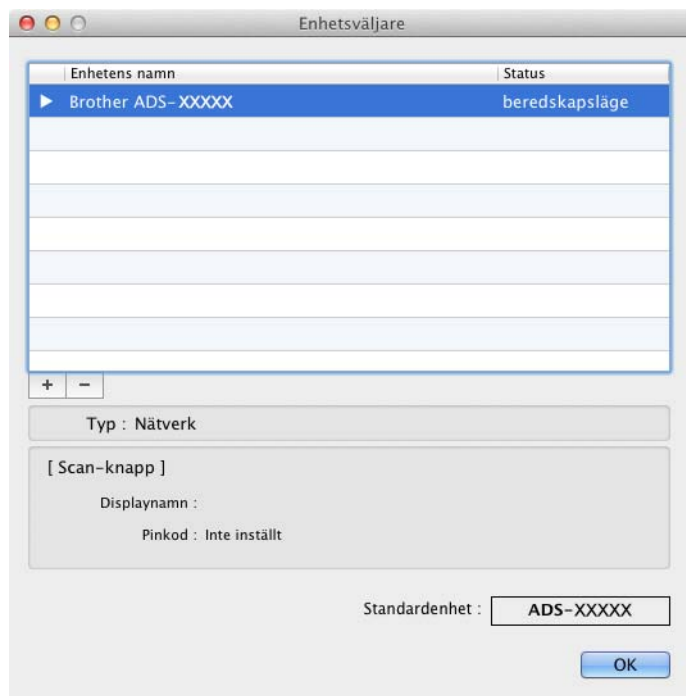 Enhetsväljare
Enhetens namn Status
Brother ADS-XXXXX beredskapsläge
+ −
Typ : Nätverk
[ Scan-knapp ]
Displaynamn :
Pinkod : Inte inställt
Standardenhet : ADS-XXXXX
OK